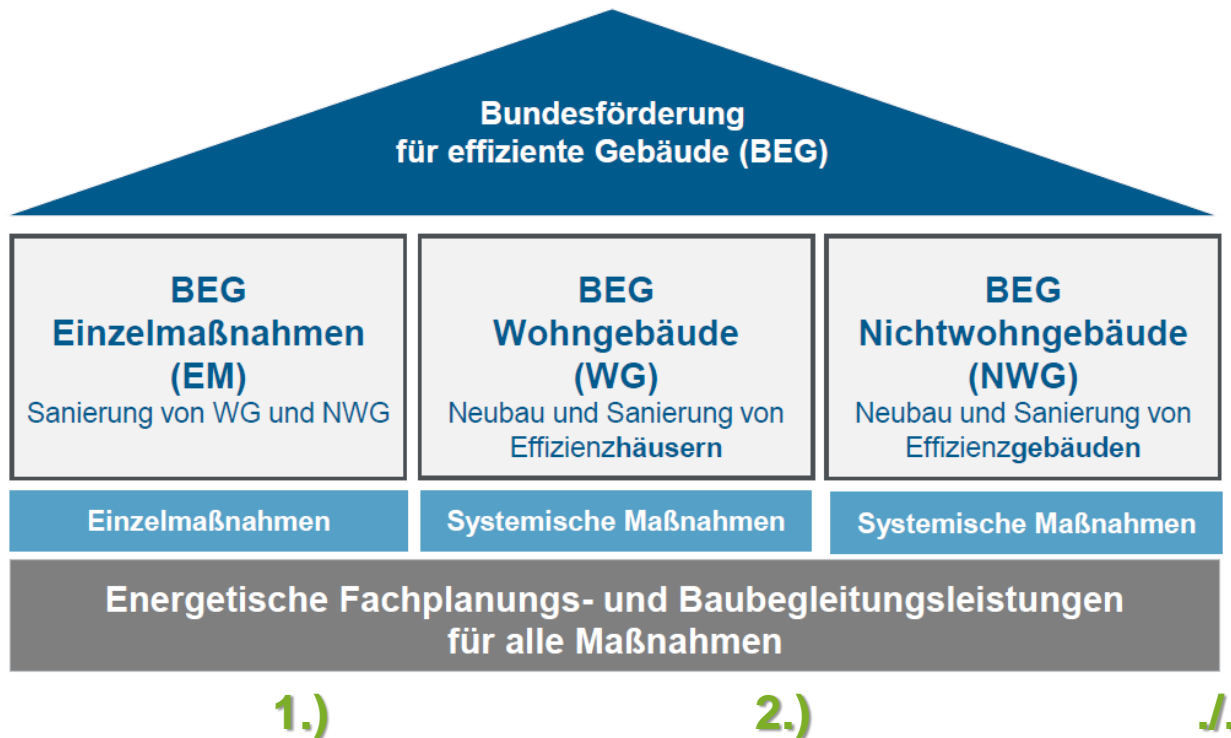 Bundesförderung
für effiziente Gebäude (BEG)
BEG
Einzelmaßnahmen
(EM)
Sanierung von WG und NWG
BEG
Wohngebäude
(WG)
Neubau und Sanierung von
Effizienzhäusern
BEG
Nichtwohngebäude
(NWG)
Neubau und Sanierung von
Effizienzgebäuden
Einzelmaßnahmen
Systemische Maßnahmen
Systemische Maßnahmen
Energetische Fachplanungs- und Baubegleitungsleistungen
für alle Maßnahmen
1.)
2.)
./.